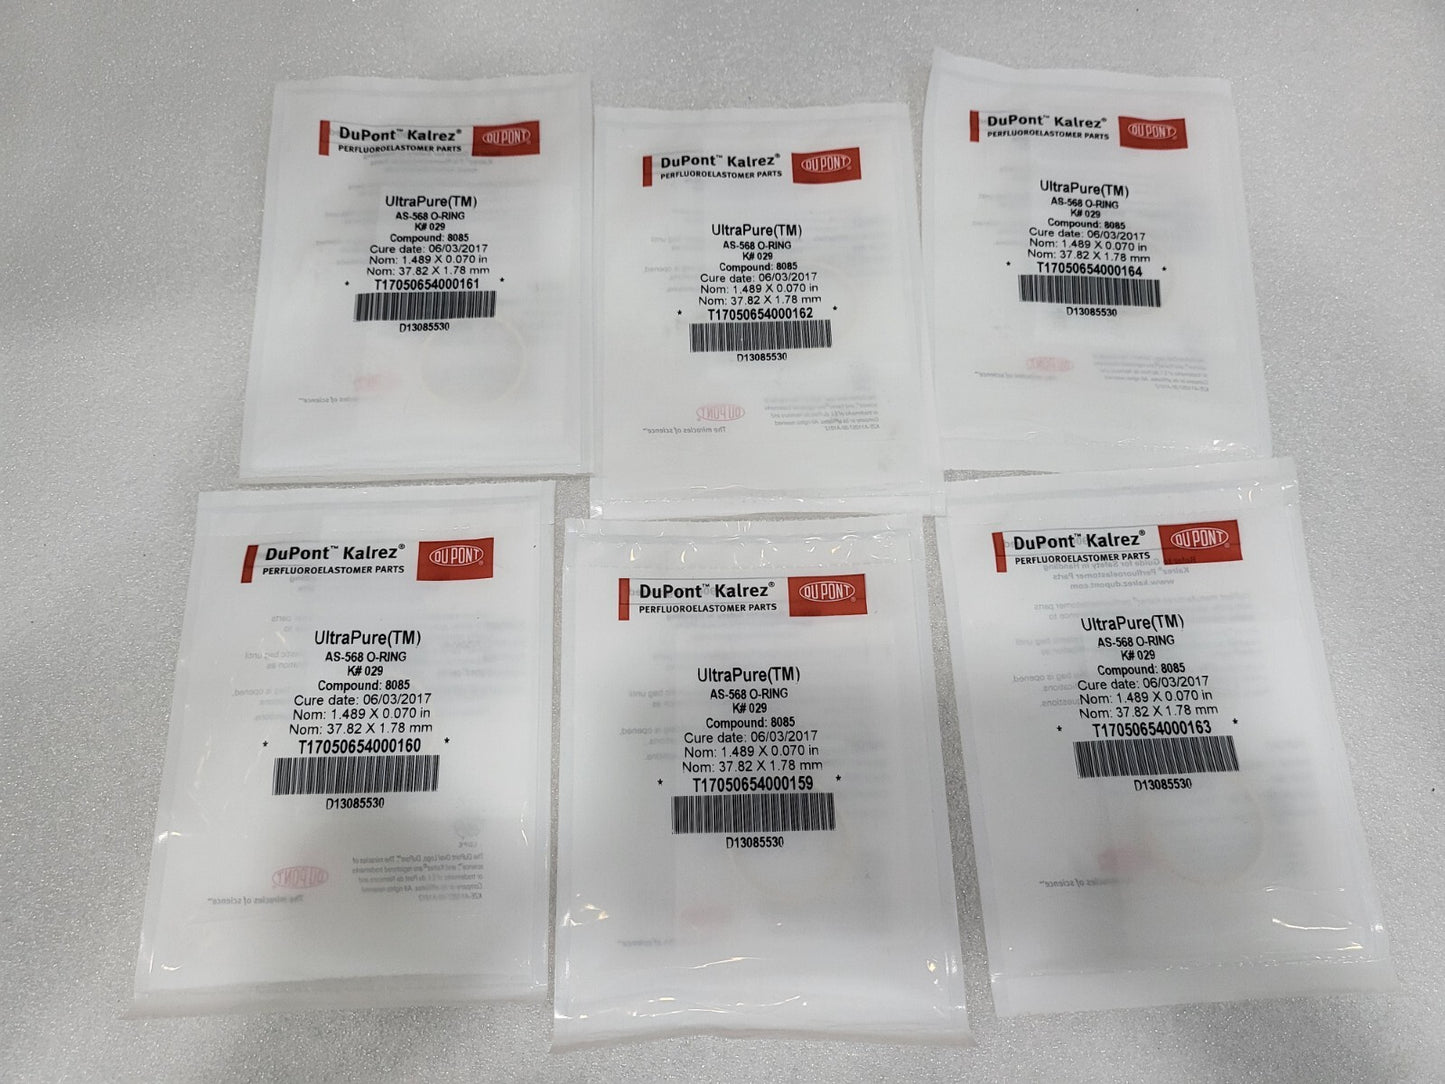 DuPont™ Kalrez®
PERFLUOROELASTOMER PARTS
DUPONT
UltraPure(TM)
AS-568 O-RING
K# 029
Compound: 8085
Cure date: 06/03/2017
Nom: 1.489 X 0.070 in
Nom: 37.82 X 1.78 mm
* T17050654000161 *
D13085530
DuPont™ Kalrez®
PERFLUOROELASTOMER PARTS
DUPONT
UltraPure(TM)
AS-568 O-RING
K# 029
Compound: 8085
Cure date: 06/03/2017
Nom: 1.489 X 0.070 in
Nom: 37.82 X 1.78 mm
* T17050654000162 *
D13085530
DUPONT
The miracles of science™
DuPont™ Kalrez®
PERFLUOROELASTOMER PARTS
DUPONT
UltraPure(TM)
AS-568 O-RING
K# 029
Compound: 8085
Cure date: 06/03/2017
Nom: 1.489 X 0.070 in
Nom: 37.82 X 1.78 mm
* T17050654000164 *
D13085530
DuPont™ Kalrez®
PERFLUOROELASTOMER PARTS
DUPONT
UltraPure(TM)
AS-568 O-RING
K# 029
Compound: 8085
Cure date: 06/03/2017
Nom: 1.489 X 0.070 in
Nom: 37.82 X 1.78 mm
* T17050654000160 *
D13085530
DUPONT
The miracles of science™
DuPont™ Kalrez®
PERFLUOROELASTOMER PARTS
DUPONT
UltraPure(TM)
AS-568 O-RING
K# 029
Compound: 8085
Cure date: 06/03/2017
Nom: 1.489 X 0.070 in
Nom: 37.82 X 1.78 mm
* T17050654000159 *
D13085530
DuPont™ Kalrez®
PERFLUOROELASTOMER PARTS
DUPONT
UltraPure(TM)
AS-568 O-RING
K# 029
Compound: 8085
Cure date: 06/03/2017
Nom: 1.489 X 0.070 in
Nom: 37.82 X 1.78 mm
* T17050654000163 *
D13085530